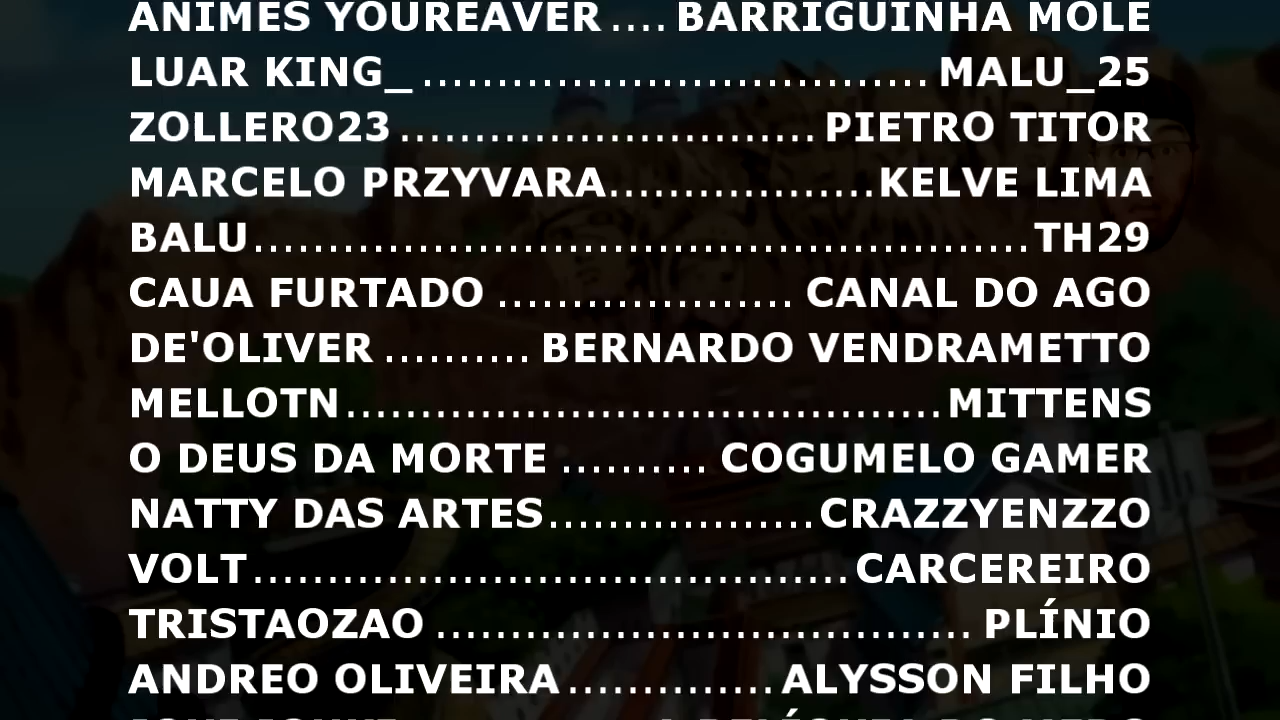 ANIMES YOUREAVER .... BARRIGUINHA MOLE
LUAR KING_ .................................. MALU_25
ZOLLERO23 ............................ PIETRO TITOR
MARCELO PRZYVARA.................. KELVE LIMA
BALU.................................................... TH29
CAUA FURTADO .................... CANAL DO AGO
DE'OLIVER .......... BERNARDO VENDRAMETTO
MELLOTN........................................ MITTENS
O DEUS DA MORTE .......... COGUMELO GAMER
NATTY DAS ARTES.................. CRAZZYENZZO
VOLT........................................ CARCEREIRO
TRISTAOZAO .................................... PLÍNIO
ANDREO OLIVEIRA.............. ALYSSON FILHO